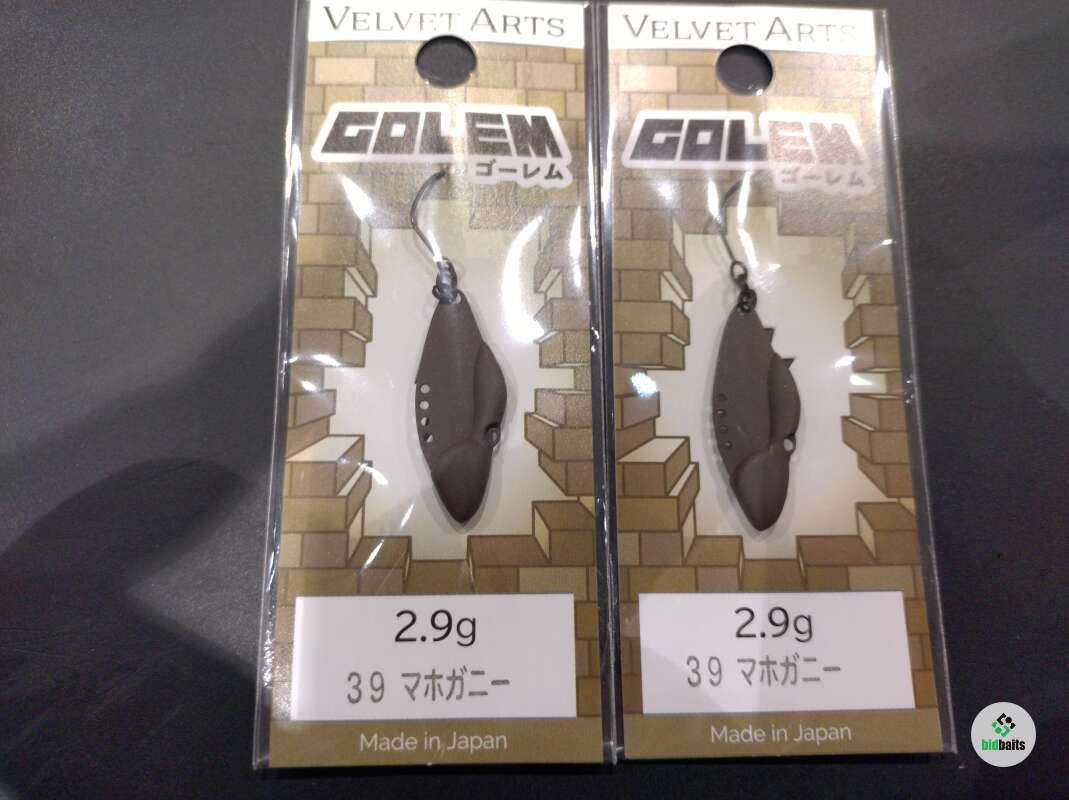 VELVET ARTS
GOLEM
ゴーレム
2.9g
39 マホガニー
Made in Japan
VELVET ARTS
GOLEM
ゴーレム
2.9g
39 マホガニー
Made in Japan
bidbaits